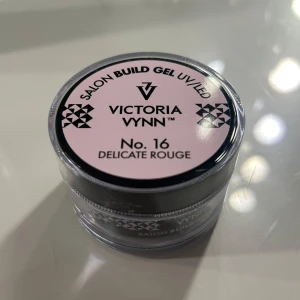 SALON BUILD GEL UV/LED
VICTORIA
VYNN™
No. 16
DELICATE ROUGE